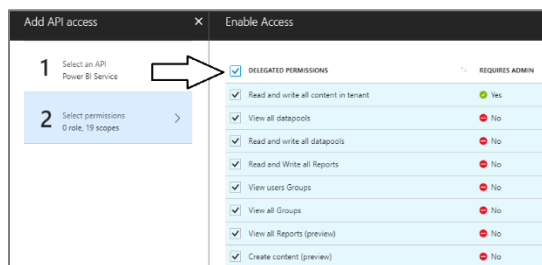 Add API access
Enable Access
1 Select an API
Power BI Service
2 Select permissions
0 role, 19 scopes
DELEGATED PERMISSIONS REQUIRES ADMIN
Read and write all content in tenant Yes
View all datapools No
Read and write all datapools No
Read and Write all Reports No
View users Groups No
View all Groups No
View all Reports (preview) No
Create content (preview) No